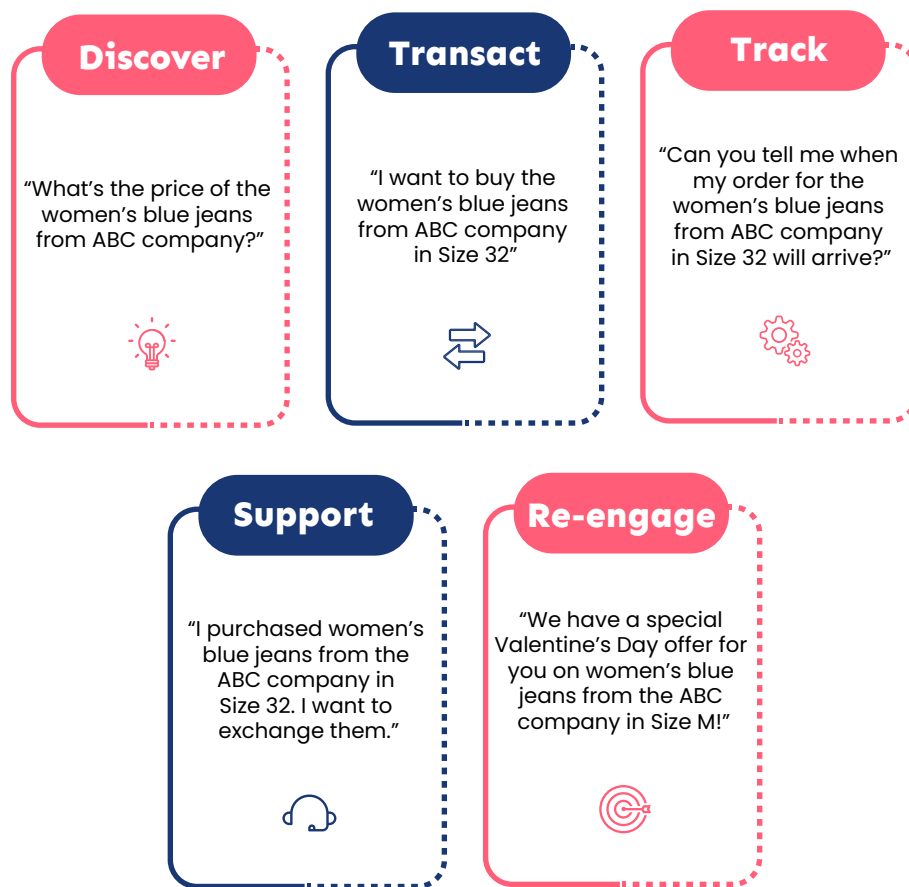 Discover
“What’s the price of the
women’s blue jeans
from ABC company?”
Transact
“I want to buy the
women’s blue jeans
from ABC company
in Size 32”
Track
“Can you tell me when
my order for the
women’s blue jeans
from ABC company
in Size 32 will arrive?”
Support
“I purchased women’s
blue jeans from the
ABC company in
Size 32. I want to
exchange them.”
Re-engage
“We have a special
Valentine’s Day offer for
you on women’s blue
jeans from the ABC
company in Size M!”